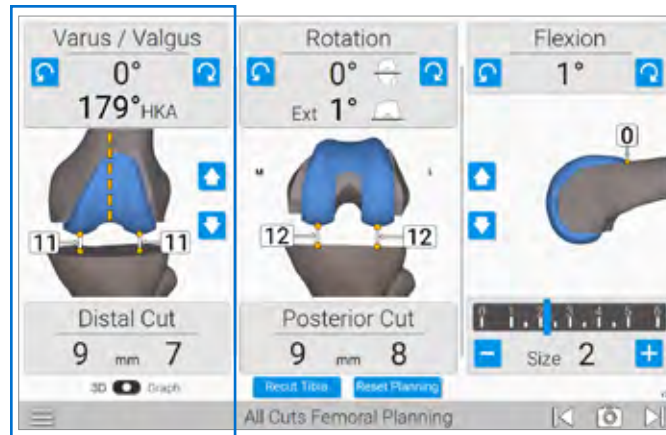 Varus / Valgus
0°
179°HKA
11
11
Distal Cut
9 mm 7
3D Graph
Rotation
0°
Ext 1°
M
L
12
12
Posterior Cut
9 mm 8
Recut Tibia
Reset Planning
Flexion
1°
0
Size 2
All Cuts Femoral Planning